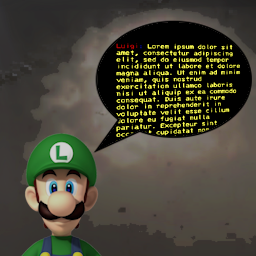 L
Luigi: Lorem ipsum dolor sit
amet, consectetur adipiscing
elit, sed do eiusmod tempor
incididunt ut labore et dolore
magna aliqua. Ut enim ad minim
veniam, quis nostrud
exercitation ullamco laboris
nisi ut aliquip ex ea commodo
consequat. Duis aute irure
dolor in reprehenderit in
voluptate velit esse cillum
dolore eu fugiat nulla
pariatur. Excepteur sint
cupidatat non